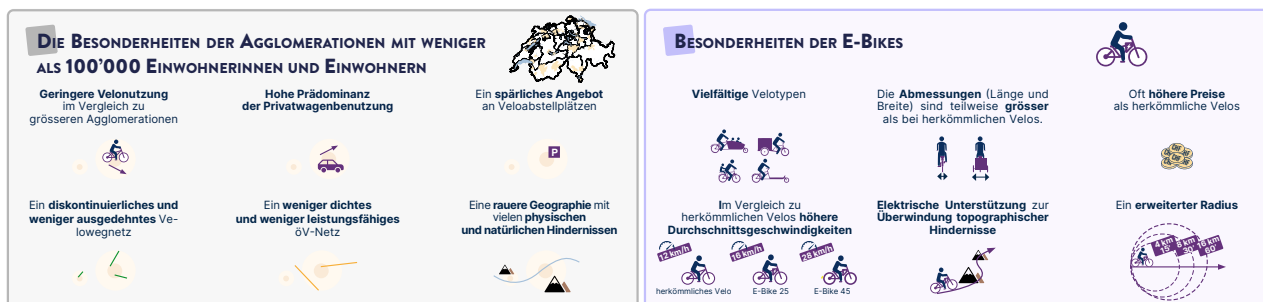 Die Besonderheiten der Agglomerationen mit weniger
als 100’000 Einwohnerinnen und Einwohnern
Geringere Velonutzung
im Vergleich zu
grösseren Agglomerationen
Hohe Prädominanz
der Privatwagenbenutzung
Ein spärliches Angebot
an Veloabstellplätzen
P
Ein diskontinuierliches und
weniger ausgedehntes Ve-
lowegnetz
Ein weniger dichtes
und weniger leistungsfähiges
öV-Netz
Eine rauere Geographie mit
vielen physischen
und natürlichen Hindernissen
Besonderheiten der E-Bikes
Vielfältige Velotypen
Die Abmessungen (Länge und
Breite) sind teilweise grösser
als bei herkömmlichen Velos.
Oft höhere Preise
als herkömmliche Velos
Im Vergleich zu
herkömmlichen Velos höhere
Durchschnittsgeschwindigkeiten
12 km/h
16 km/h
28 km/h
herkömmliches Velo
E-Bike 25
E-Bike 45
Elektrische Unterstützung zur
Überwindung topographischer
Hindernisse
Ein erweiterter Radius
4 km
8 km